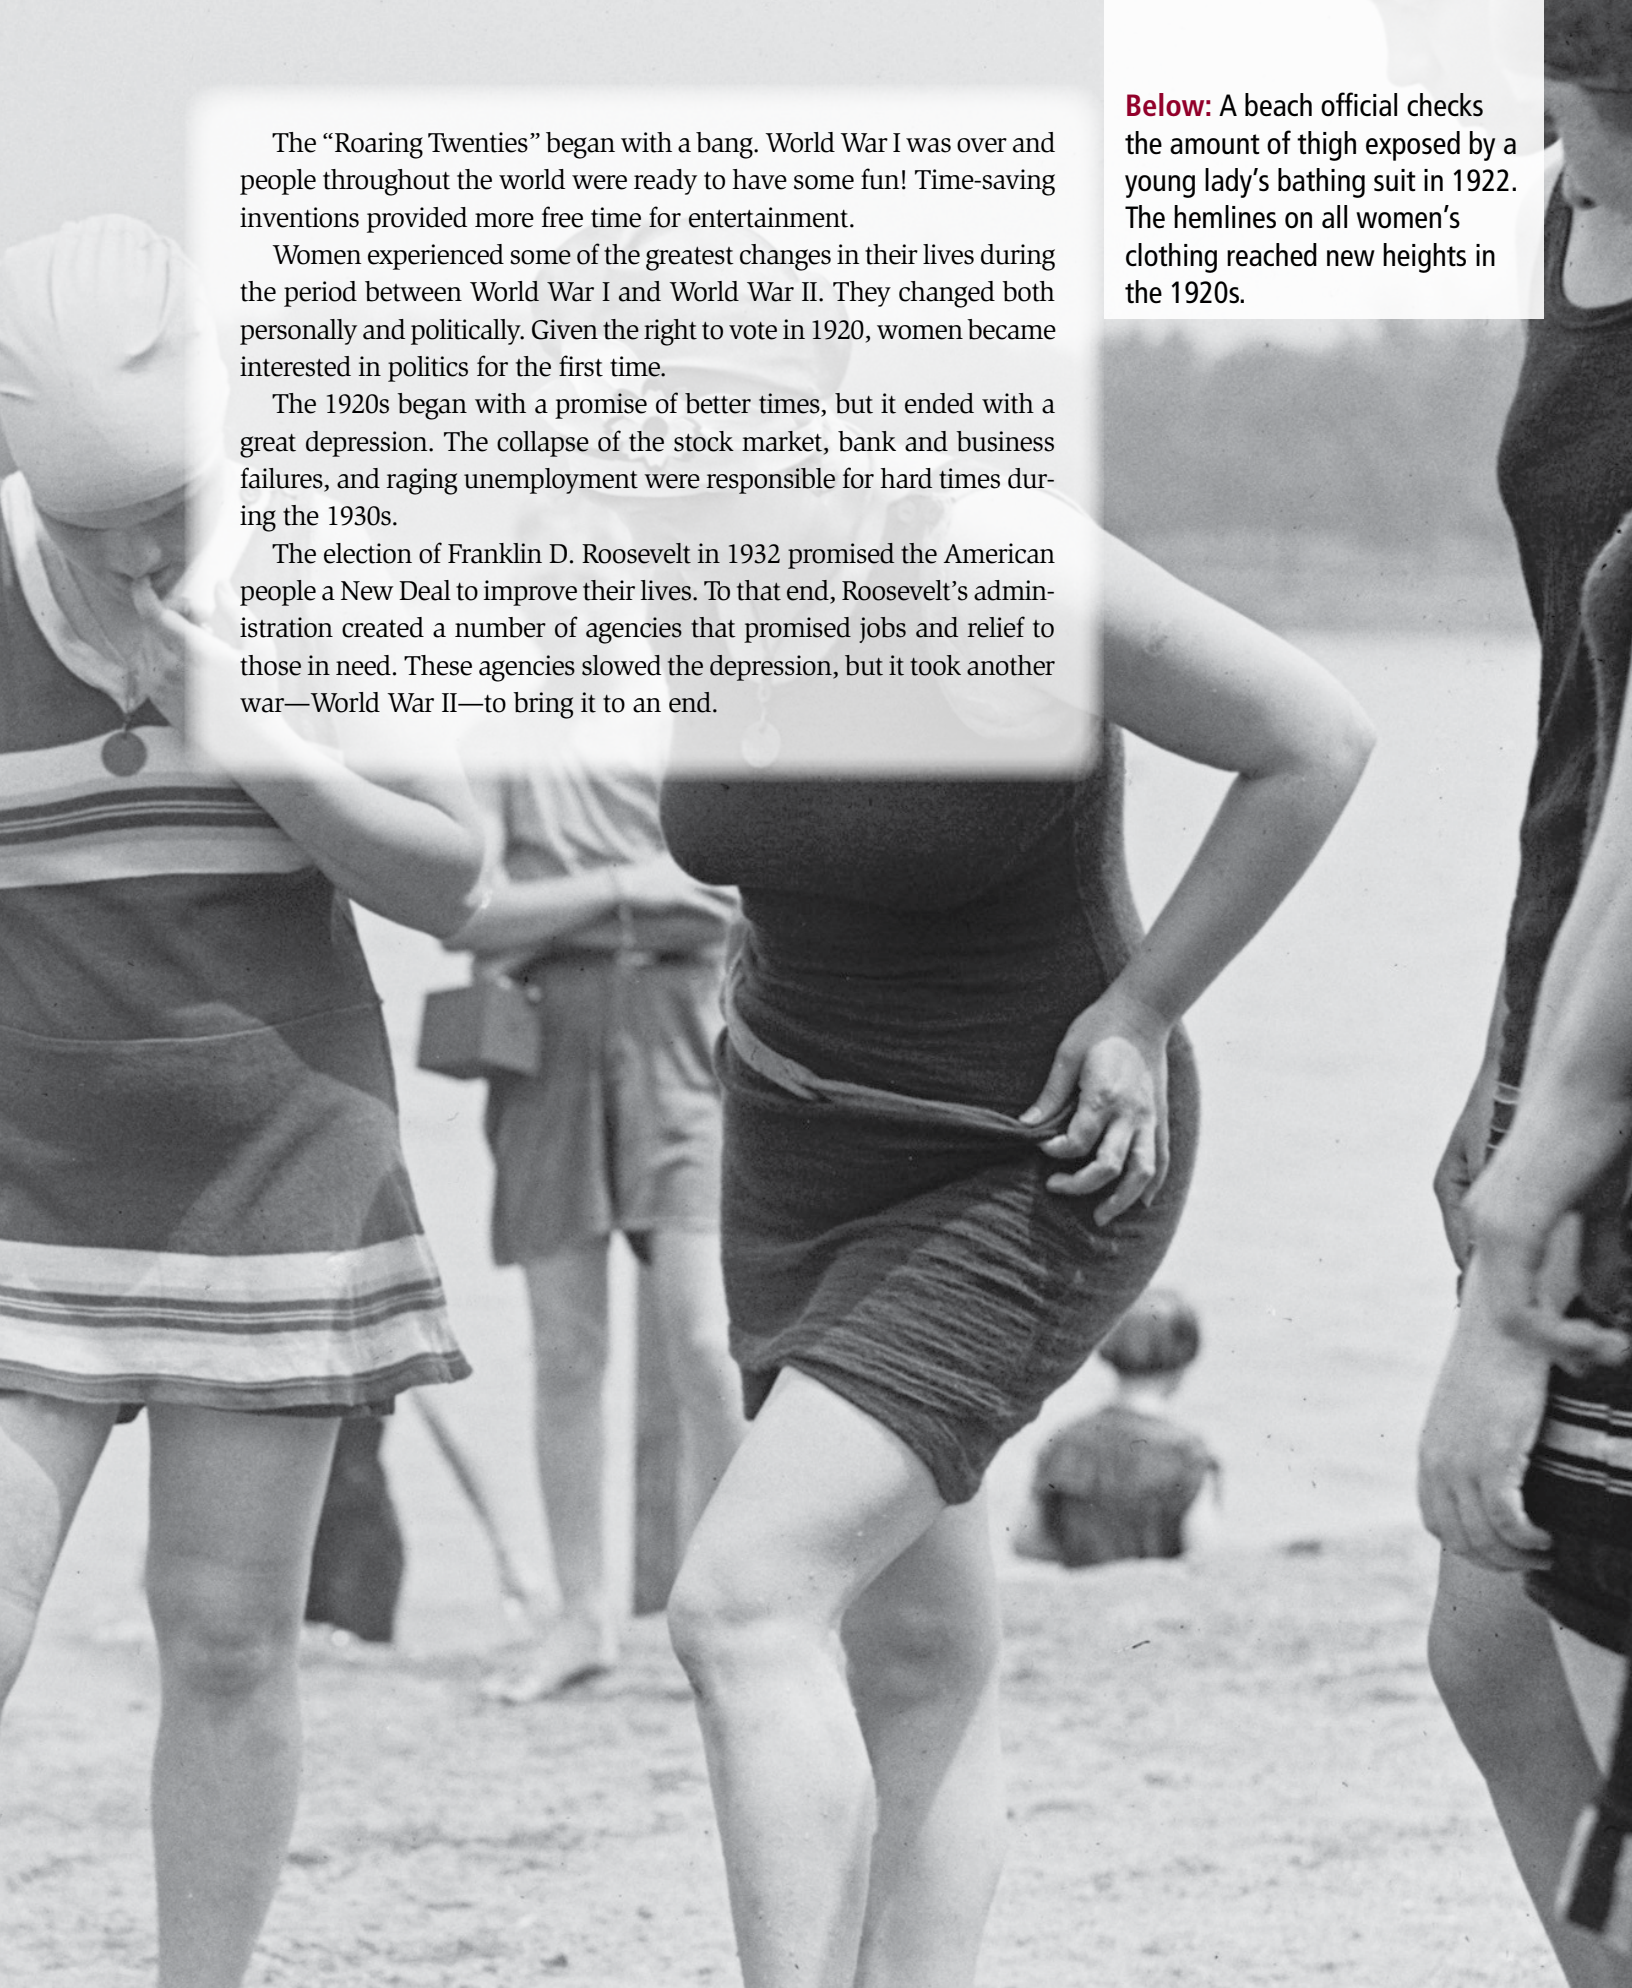 The “Roaring Twenties” began with a bang. World War I was over and
people throughout the world were ready to have some fun! Time-saving
inventions provided more free time for entertainment.
Women experienced some of the greatest changes in their lives during
the period between World War I and World War II. They changed both
personally and politically. Given the right to vote in 1920, women became
interested in politics for the first time.
The 1920s began with a promise of better times, but it ended with a
great depression. The collapse of the stock market, bank and business
failures, and raging unemployment were responsible for hard times dur-
ing the 1930s.
The election of Franklin D. Roosevelt in 1932 promised the American
people a New Deal to improve their lives. To that end, Roosevelt’s admin-
istration created a number of agencies that promised jobs and relief to
those in need. These agencies slowed the depression, but it took another
war—World War II—to bring it to an end.
Below: A beach official checks
the amount of thigh exposed by a
young lady’s bathing suit in 1922.
The hemlines on all women’s
clothing reached new heights in
the 1920s.